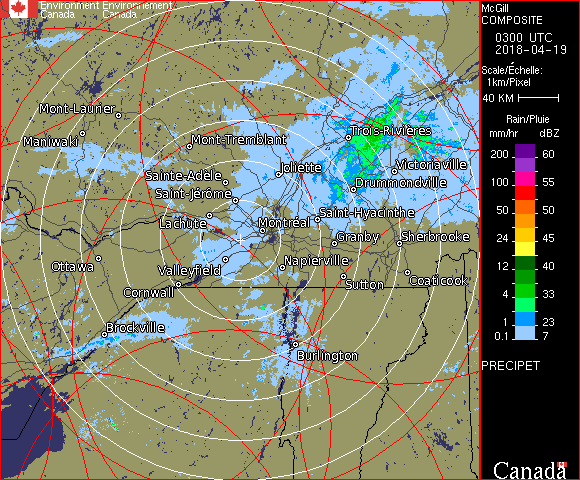 Environment Environnement
Canada Canada
McGill
COMPOSITE
0300 UTC
2018-04-19
Scale/Échelle:
1km/Pixel
40 KM
Rain/Pluie
mm/hr dBZ
200 60
100 55
50 50
24 45
12 40
4 33
1 23
0.1 7
PRECIPET
Canada
Mont-Laurier
Maniwaki
Mont-Tremblant
Trois-Rivières
Joliette
Victoriaville
Sainte-Adèle
Drummondville
Saint-Jérôme
Saint-Hyacinthe
Lachute
Montréal
Granby
Sherbrooke
Ottawa
Valleyfield
Napierville
Cornwall
Sutton
Coaticook
Brockville
Burlington